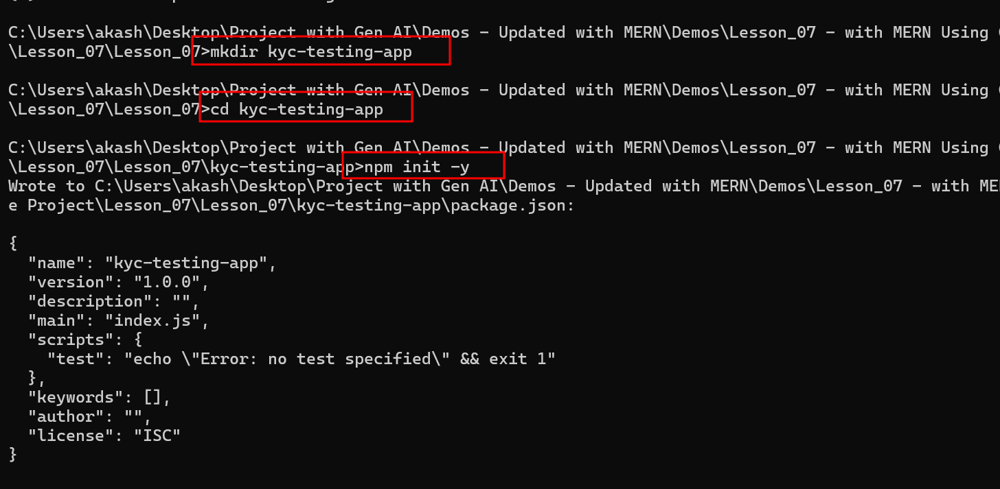 C:\Users\akash\Desktop\Project with Gen AI\Demos - Updated with MERN\Demos\Lesson_07 - with MERN Using
\Lesson_07\Lesson_07>mkdir kyc-testing-app
C:\Users\akash\Desktop\Project with Gen AI\Demos - Updated with MERN\Demos\Lesson_07 - with MERN Using
\Lesson_07\Lesson_07>cd kyc-testing-app
C:\Users\akash\Desktop\Project with Gen AI\Demos - Updated with MERN\Demos\Lesson_07 - with MERN Using
\Lesson_07\Lesson_07\kyc-testing-app>npm init -y
Wrote to C:\Users\akash\Desktop\Project with Gen AI\Demos - Updated with MERN\Demos\Lesson_07 - with ME
e Project\Lesson_07\Lesson_07\kyc-testing-app\package.json:
{
  "name": "kyc-testing-app",
  "version": "1.0.0",
  "description": "",
  "main": "index.js",
  "scripts": {
    "test": "echo \"Error: no test specified\" && exit 1"
  },
  "keywords": [],
  "author": "",
  "license": "ISC"
}